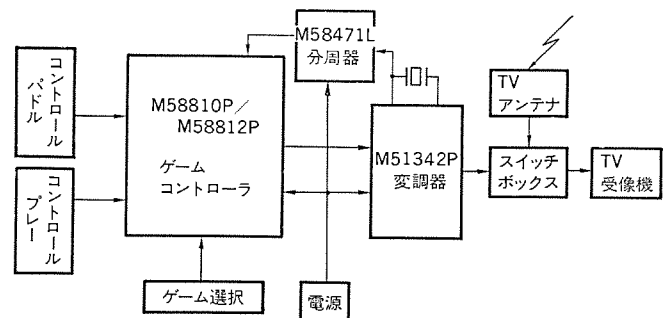 M58471L
分周器
コントロール
パドル
M58810P／
M58812P
ゲーム
コントローラ
M51342P
変調器
TV
アンテナ
スイッチ
ボックス
TV
受像機
コントロール
プレー
ゲーム選択
電源